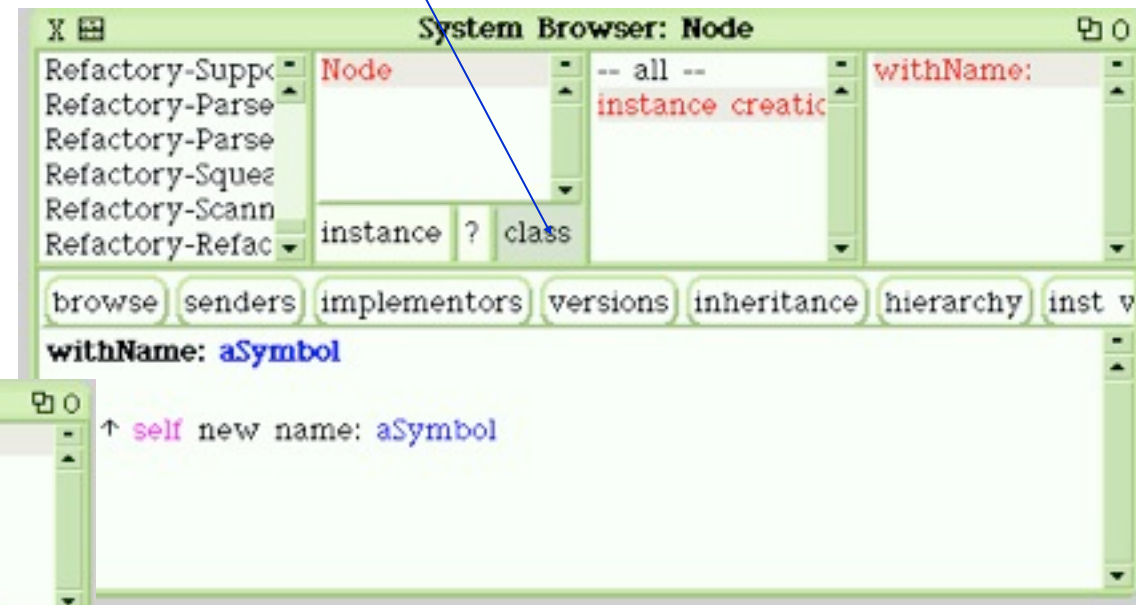 System Browser: Node
Refactory-Suppo
Refactory-Parse
Refactory-Parse
Refactory-Squea
Refactory-Scann
Refactory-Refac
Node
instance ? class
-- all --
instance creatio
withName:
browse senders implementors versions inheritance hierarchy inst v
withName: aSymbol
↑ self new name: aSymbol